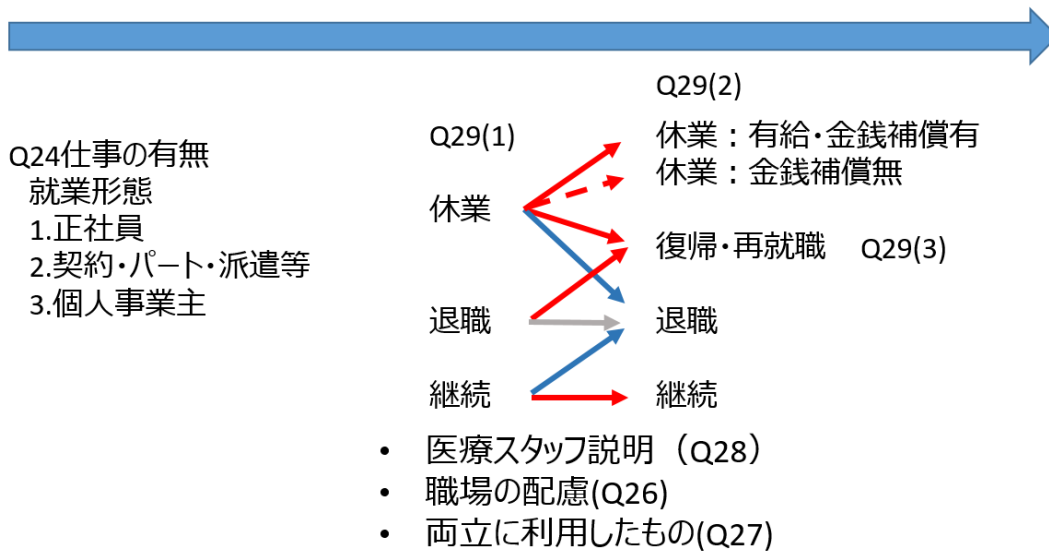 Q24仕事の有無
就業形態
1.正社員
2.契約・パート・派遣等
3.個人事業主
Q29(1)
休業
退職
継続
Q29(2)
休業：有給・金銭補償有
休業：金銭補償無
復帰・再就職 Q29(3)
退職
継続
• 医療スタッフ説明（Q28）
• 職場の配慮(Q26)
• 両立に利用したもの(Q27)